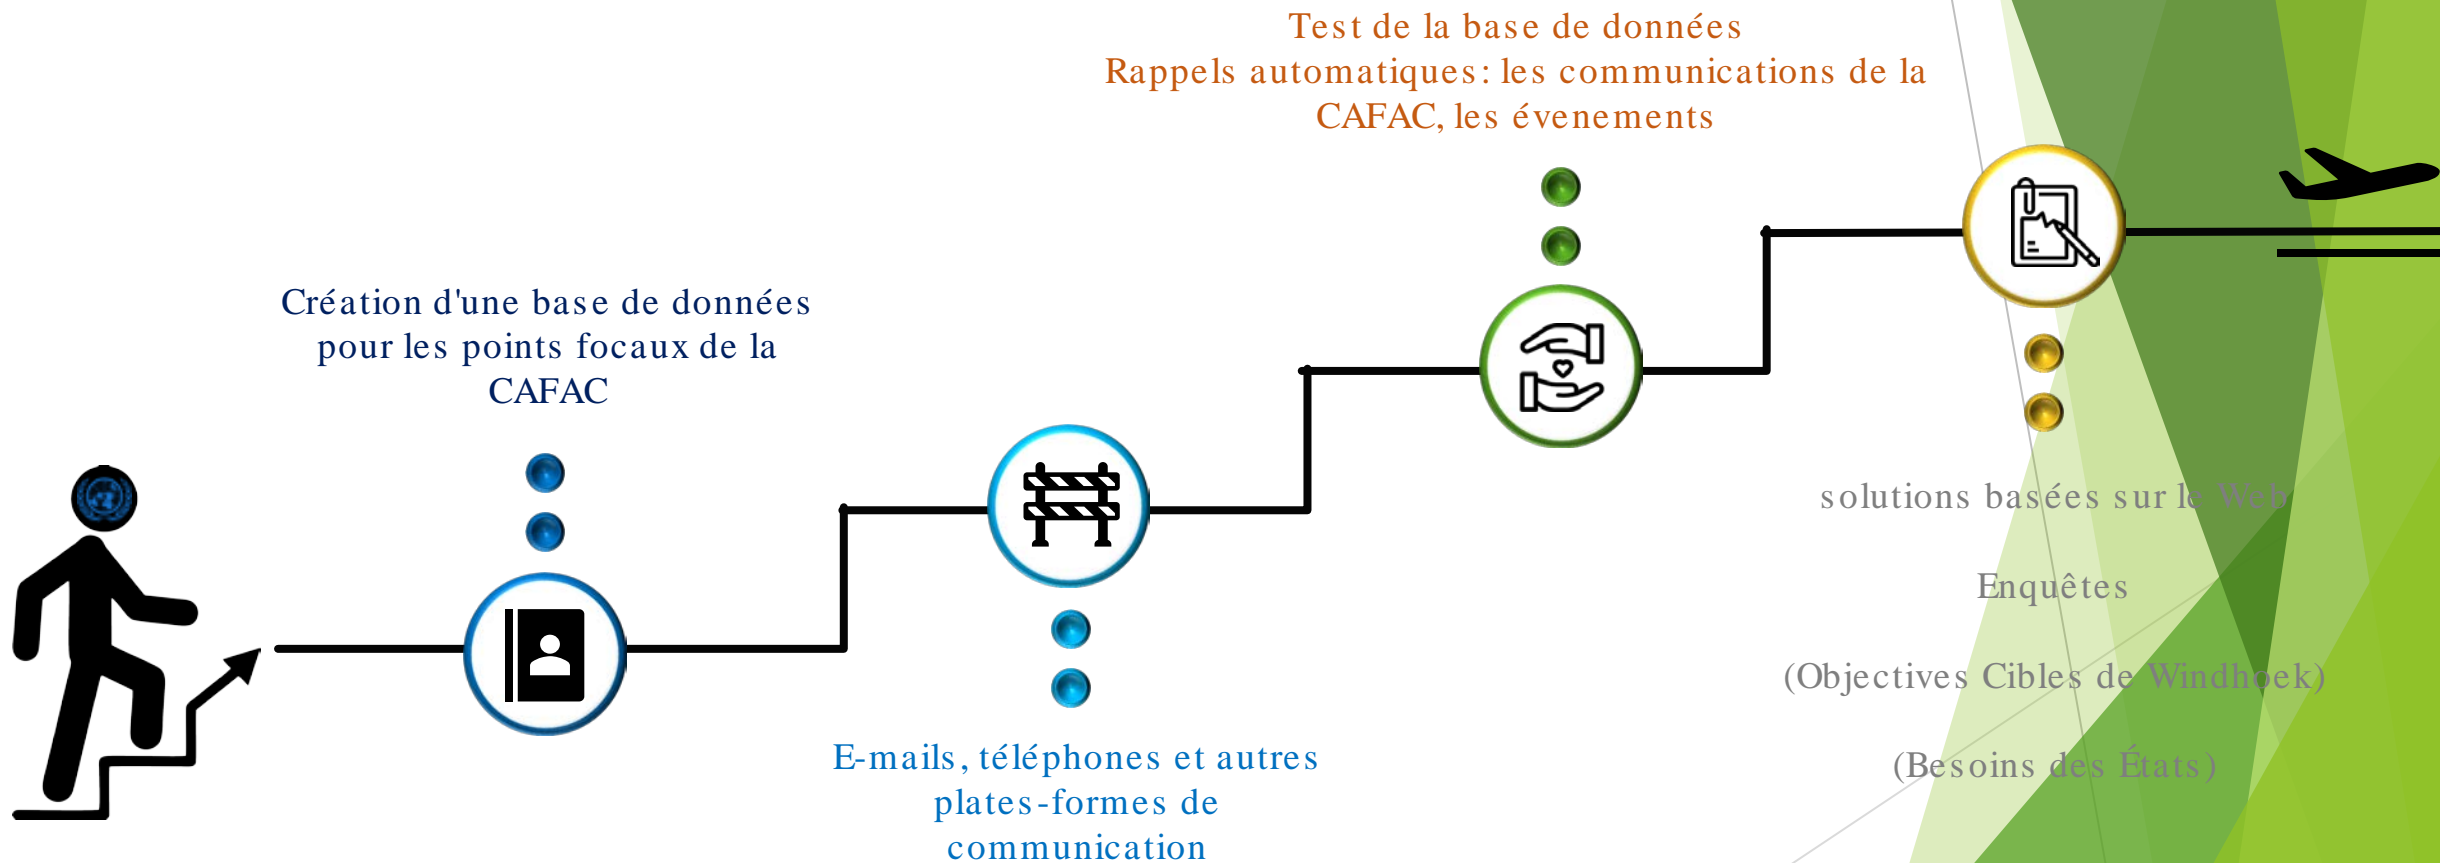 Test de la base de données
Rappels automatiques: les communications de la
CAFAC, les évenements
Création d'une base de données
pour les points focaux de la
CAFAC
E-mails, téléphones et autres
plates-formes de
communication
solutions basées sur le Web
Enquêtes
(Objectives Cibles de Windhoek)
(Besoins des États)